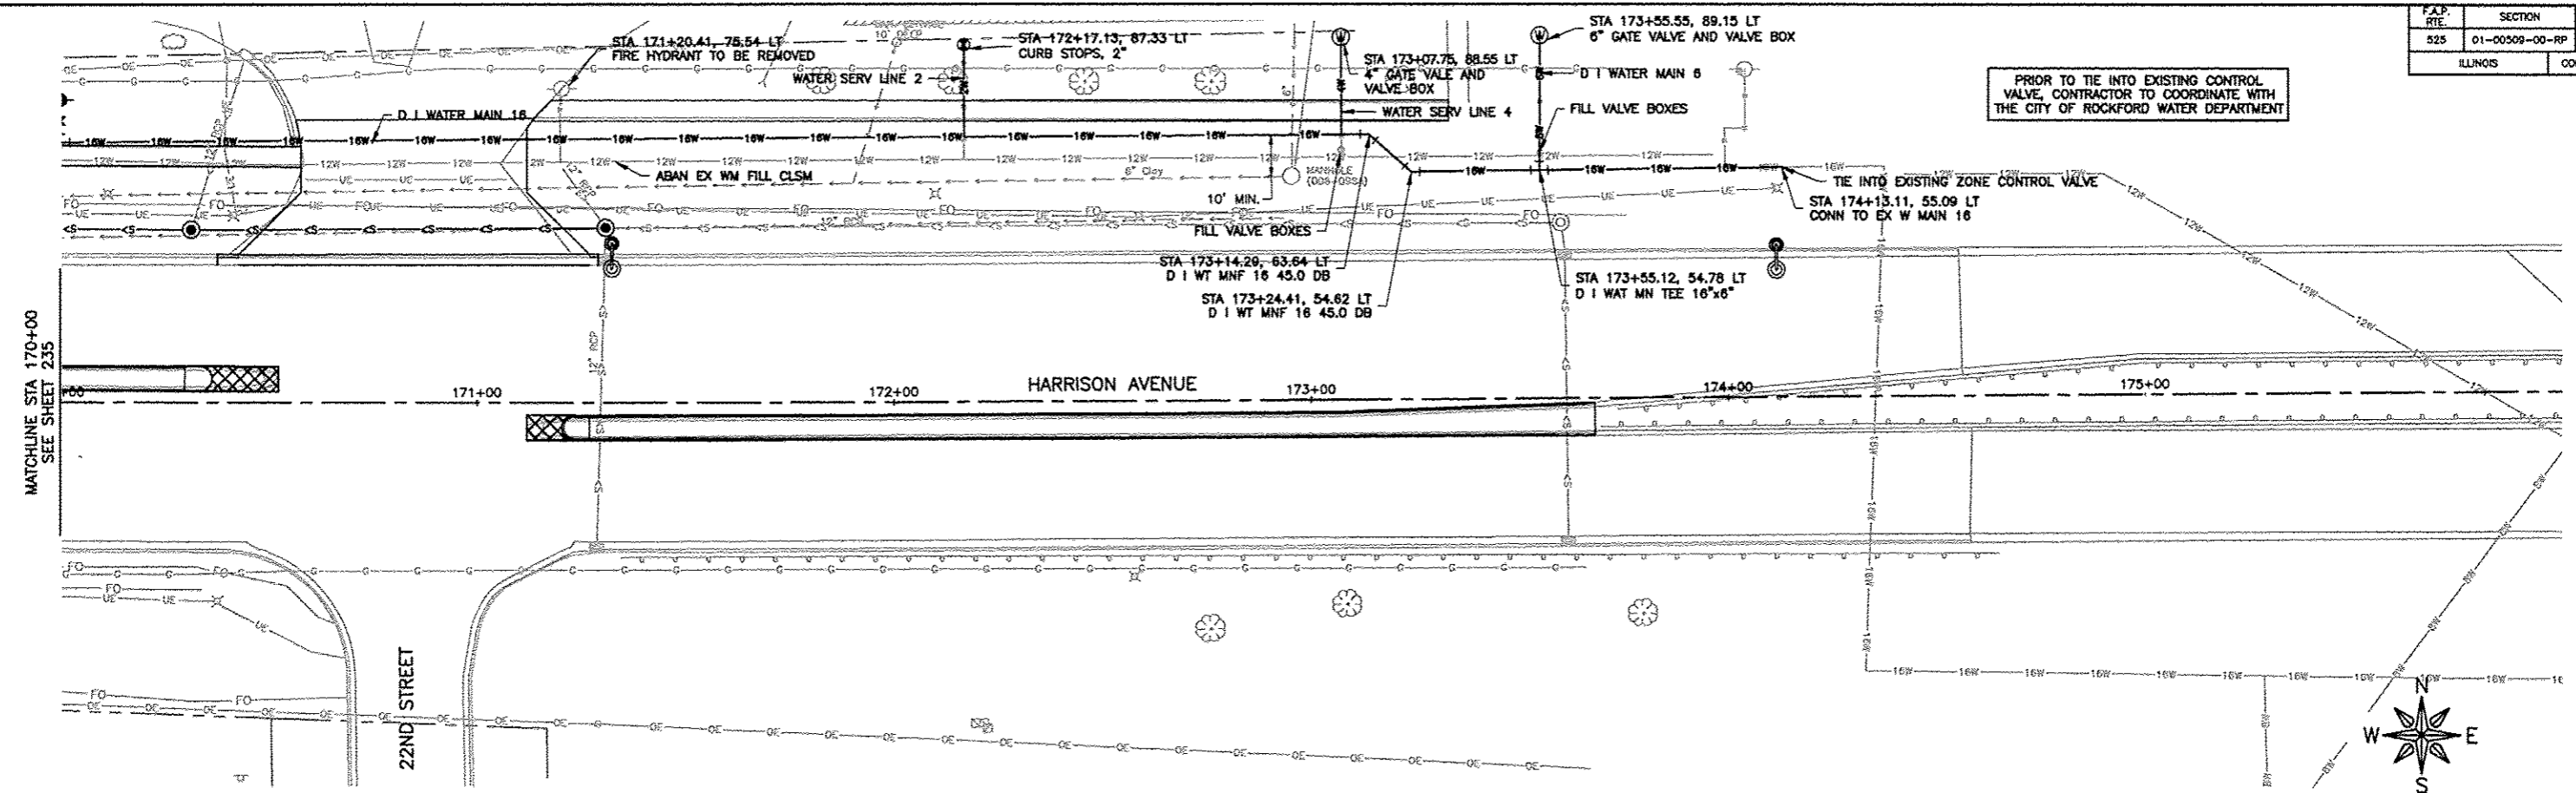 F.A.P. RTE.
SECTION
525
01-00509-00-RP
ILLINOIS
STA 171+20.41, 75.54 LT
FIRE HYDRANT TO BE REMOVED
STA 172+17.13, 87.33 LT
CURB STOPS, 2"
WATER SERV LINE 2
STA 173+07.75, 88.55 LT
4" GATE VALE AND
VALVE BOX
WATER SERV LINE 4
STA 173+55.55, 89.15 LT
6" GATE VALVE AND VALVE BOX
D I WATER MAIN 6
FILL VALVE BOXES
PRIOR TO TIE INTO EXISTING CONTROL
VALVE, CONTRACTOR TO COORDINATE WITH
THE CITY OF ROCKFORD WATER DEPARTMENT
D I WATER MAIN 16
ABAN EX WM FILL CLSM
8" Clay
MANHOLE
10' MIN.
FILL VALVE BOXES
TIE INTO EXISTING ZONE CONTROL VALVE
STA 174+13.11, 55.09 LT
CONN TO EX W MAIN 16
STA 173+14.29, 63.64 LT
D I WT MNF 16 45.0 DB
STA 173+24.41, 54.62 LT
D I WT MNF 16 45.0 DB
STA 173+55.12, 54.78 LT
D I WAT MN TEE 16"x6"
12" RCP
MATCHLINE STA 170+00
SEE SHEET 235
HARRISON AVENUE
171+00
172+00
173+00
174+00
175+00
22ND STREET
N
W
E
S